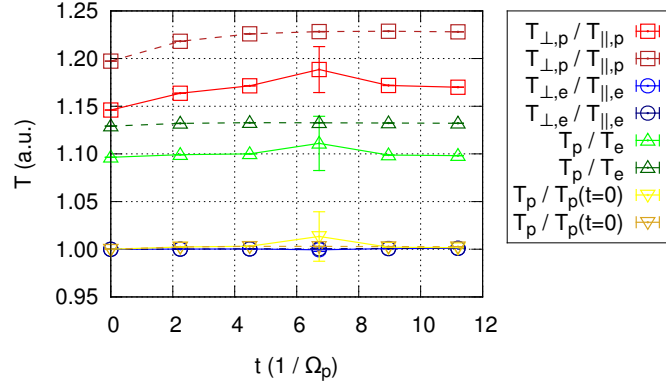 1.25
1.20
1.15
1.10
1.05
1.00
0.95
T (a.u.)
0 2 4 6 8 10 12
t (1 / Ωp)
T⊥,p / T||,p
T⊥,p / T||,p
T⊥,e / T||,e
T⊥,e / T||,e
Tp / Te
Tp / Te
Tp / Tp(t=0)
Tp / Tp(t=0)